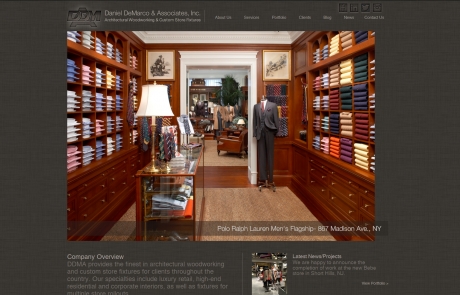 DDMA
Daniel DeMarco & Associates, Inc.
Architectural Woodworking & Custom Store Fixtures
About Us
Services
Portfolio
Clients
Blog
News
Contact Us
Polo Ralph Lauren Men's Flagship- 867 Madison Ave., NY
Company Overview
DDMA provides the finest in architectural woodworking
and custom store fixtures for clients throughout the
country. Our specialties include luxury retail, high-end
residential and corporate interiors, as well as fixtures for
multiple store rollouts.
Latest News/Projects
We are happy to announce the
completion of work at the new
store in Short Hills, NJ.
View Portfolio >